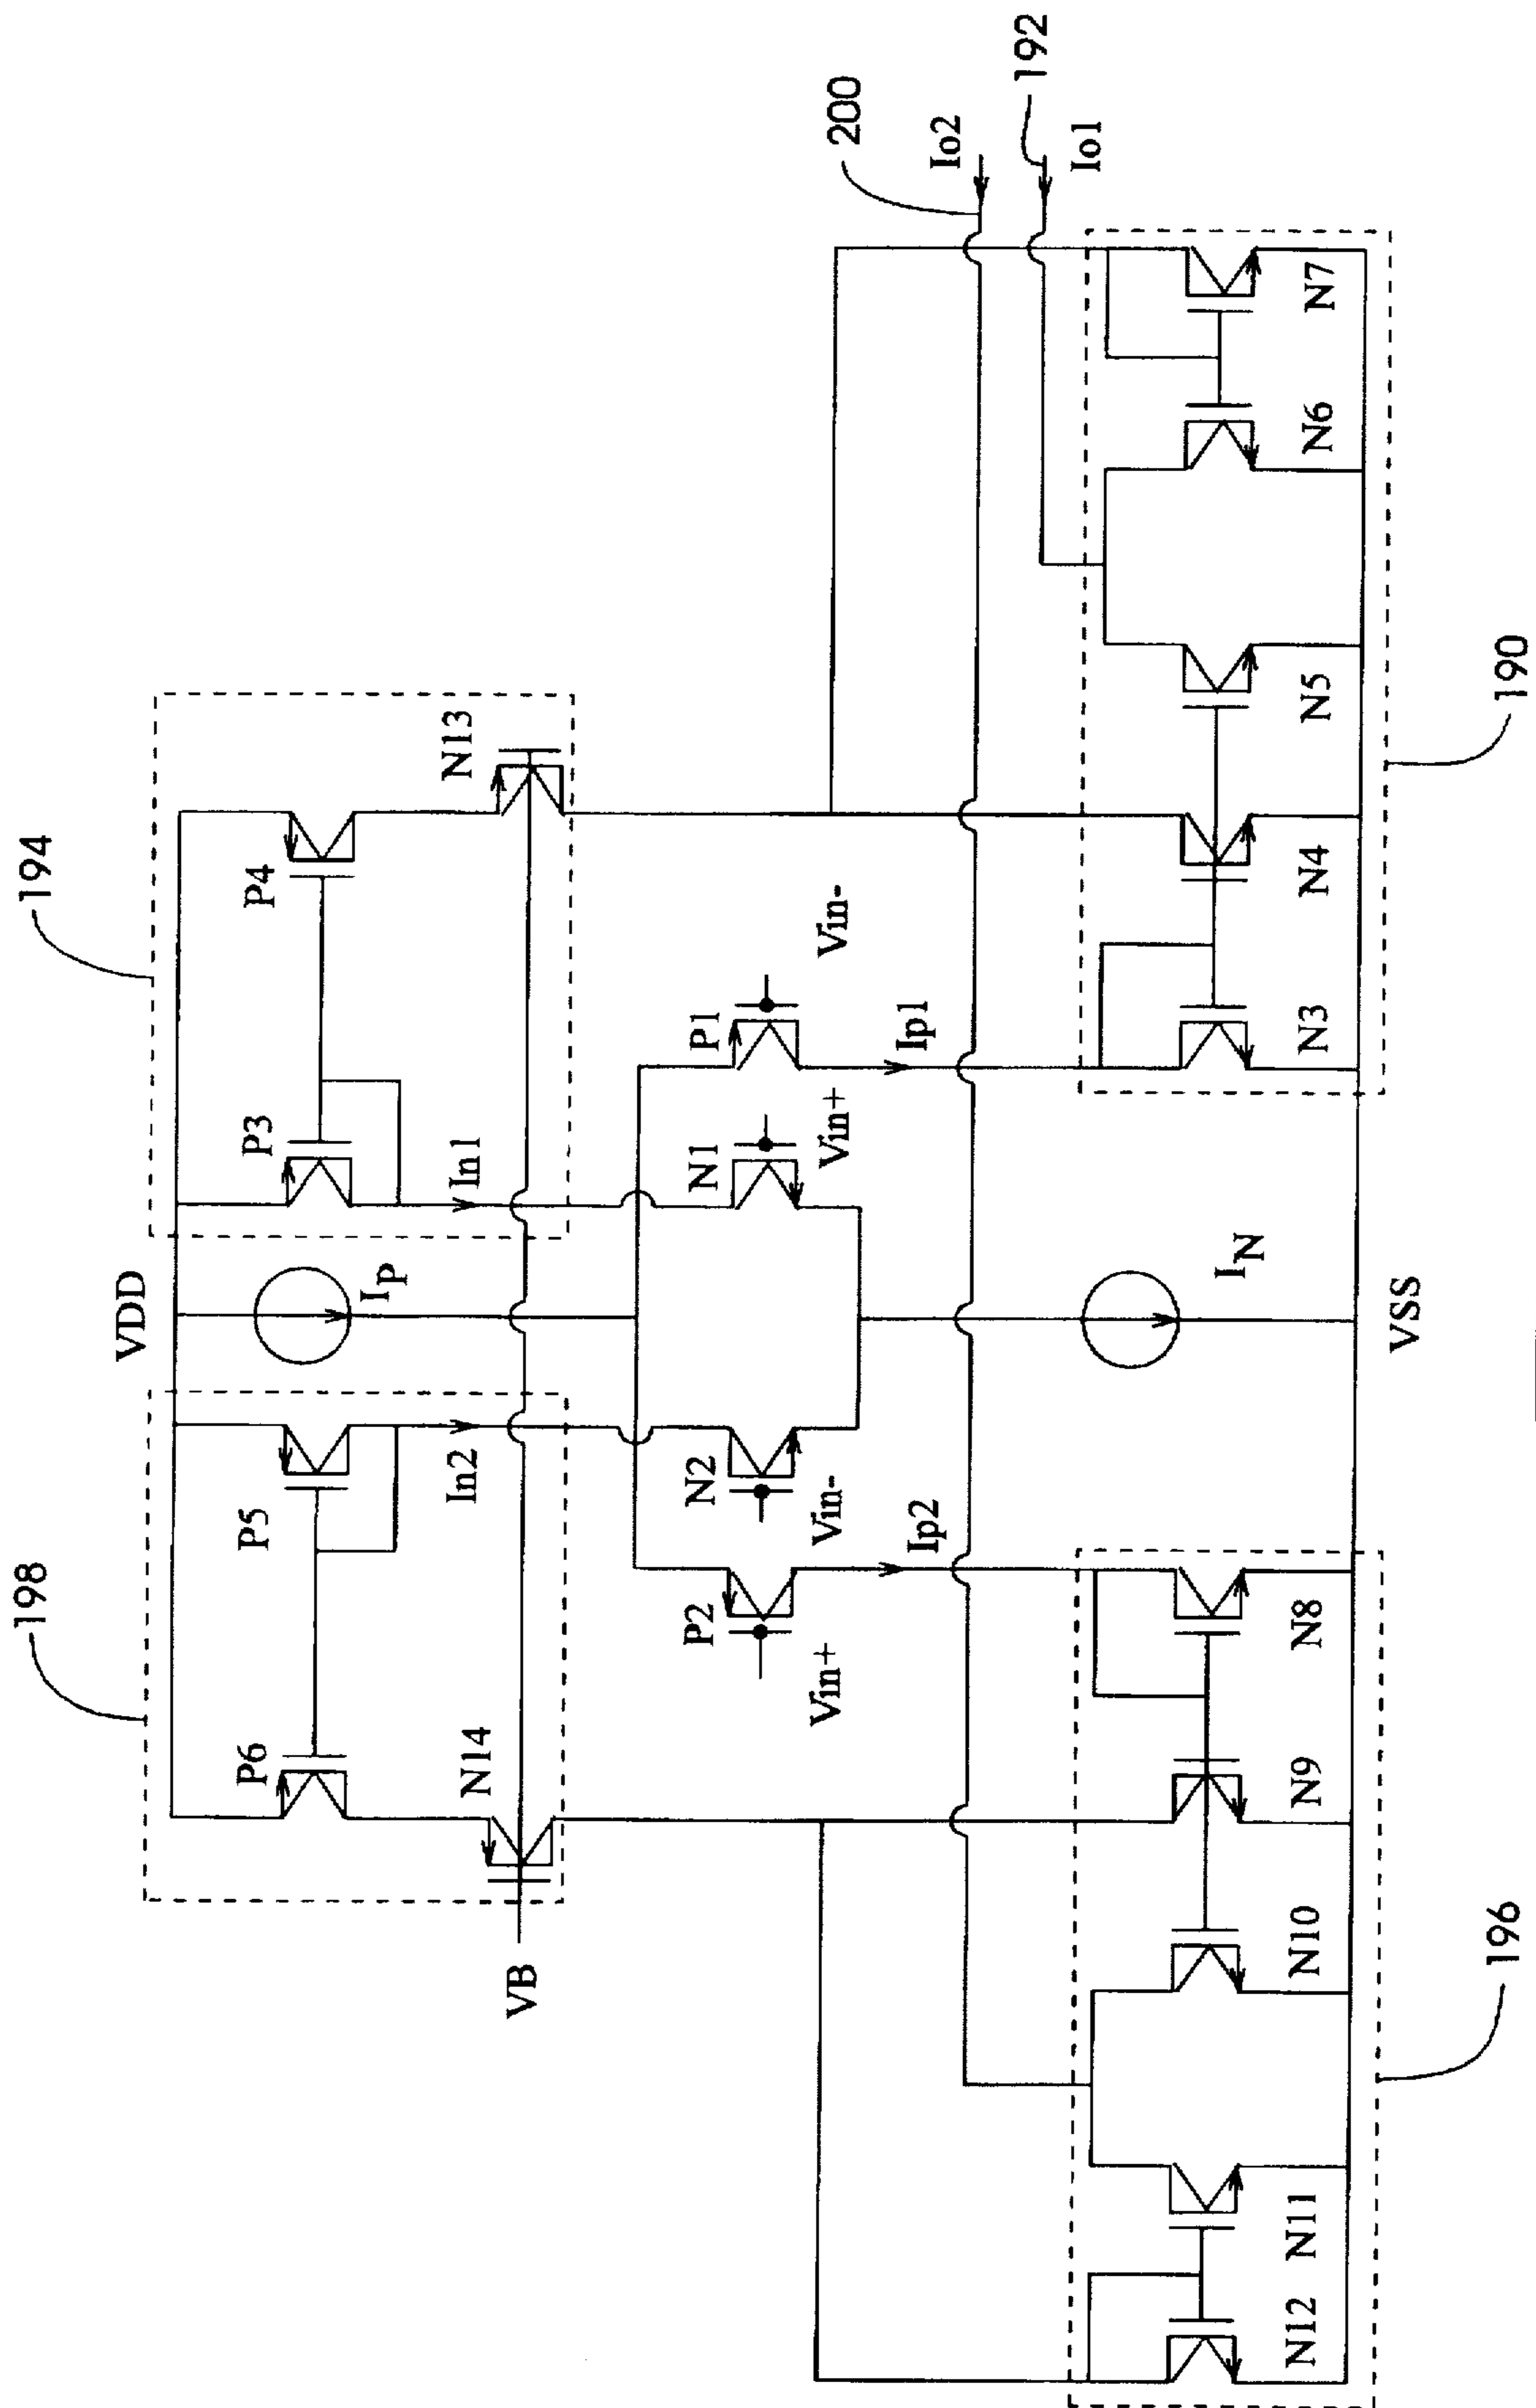 198
194
VDD
P6
P5
P3
P4
I_P
N14
In2
In1
N13
VB
P2
N2
N1
P1
Vin+
Vin-
Vin+
Vin-
Ip2
Ip1
200
Io2
192
Io1
I_N
N12
N11
N10
N9
N8
VSS
N3
N4
N5
N6
N7
196
190